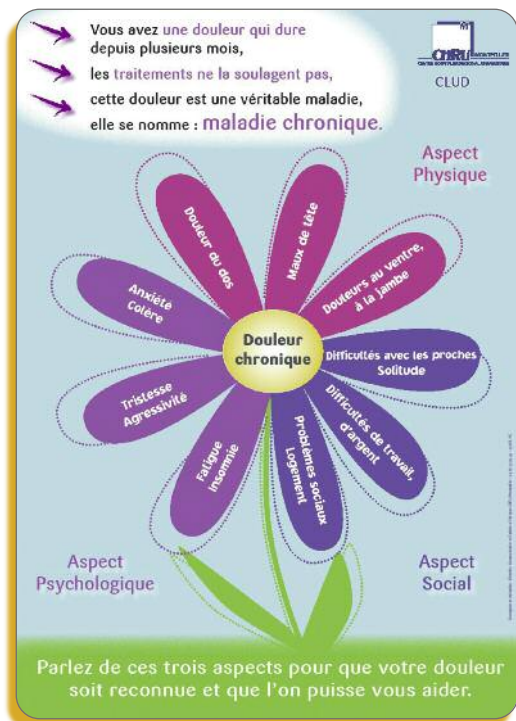 Vous avez une douleur qui dure
depuis plusieurs mois,
les traitements ne la soulagent pas,
cette douleur est une véritable maladie,
elle se nomme : maladie chronique.
CHRU MONTPELLIER
CLUD
Aspect
Physique
Douleur du dos
Maux de tête
Douleurs au ventre,
à la jambe
Anxiété
Colère
Douleur
chronique
Difficultés avec les proches
Solitude
Tristesse
Agressivité
Difficultés de travail,
d'argent
Fatigue
Insomnie
Problèmes sociaux
Logement
Aspect
Psychologique
Aspect
Social
Parlez de ces trois aspects pour que votre douleur
soit reconnue et que l'on puisse vous aider.